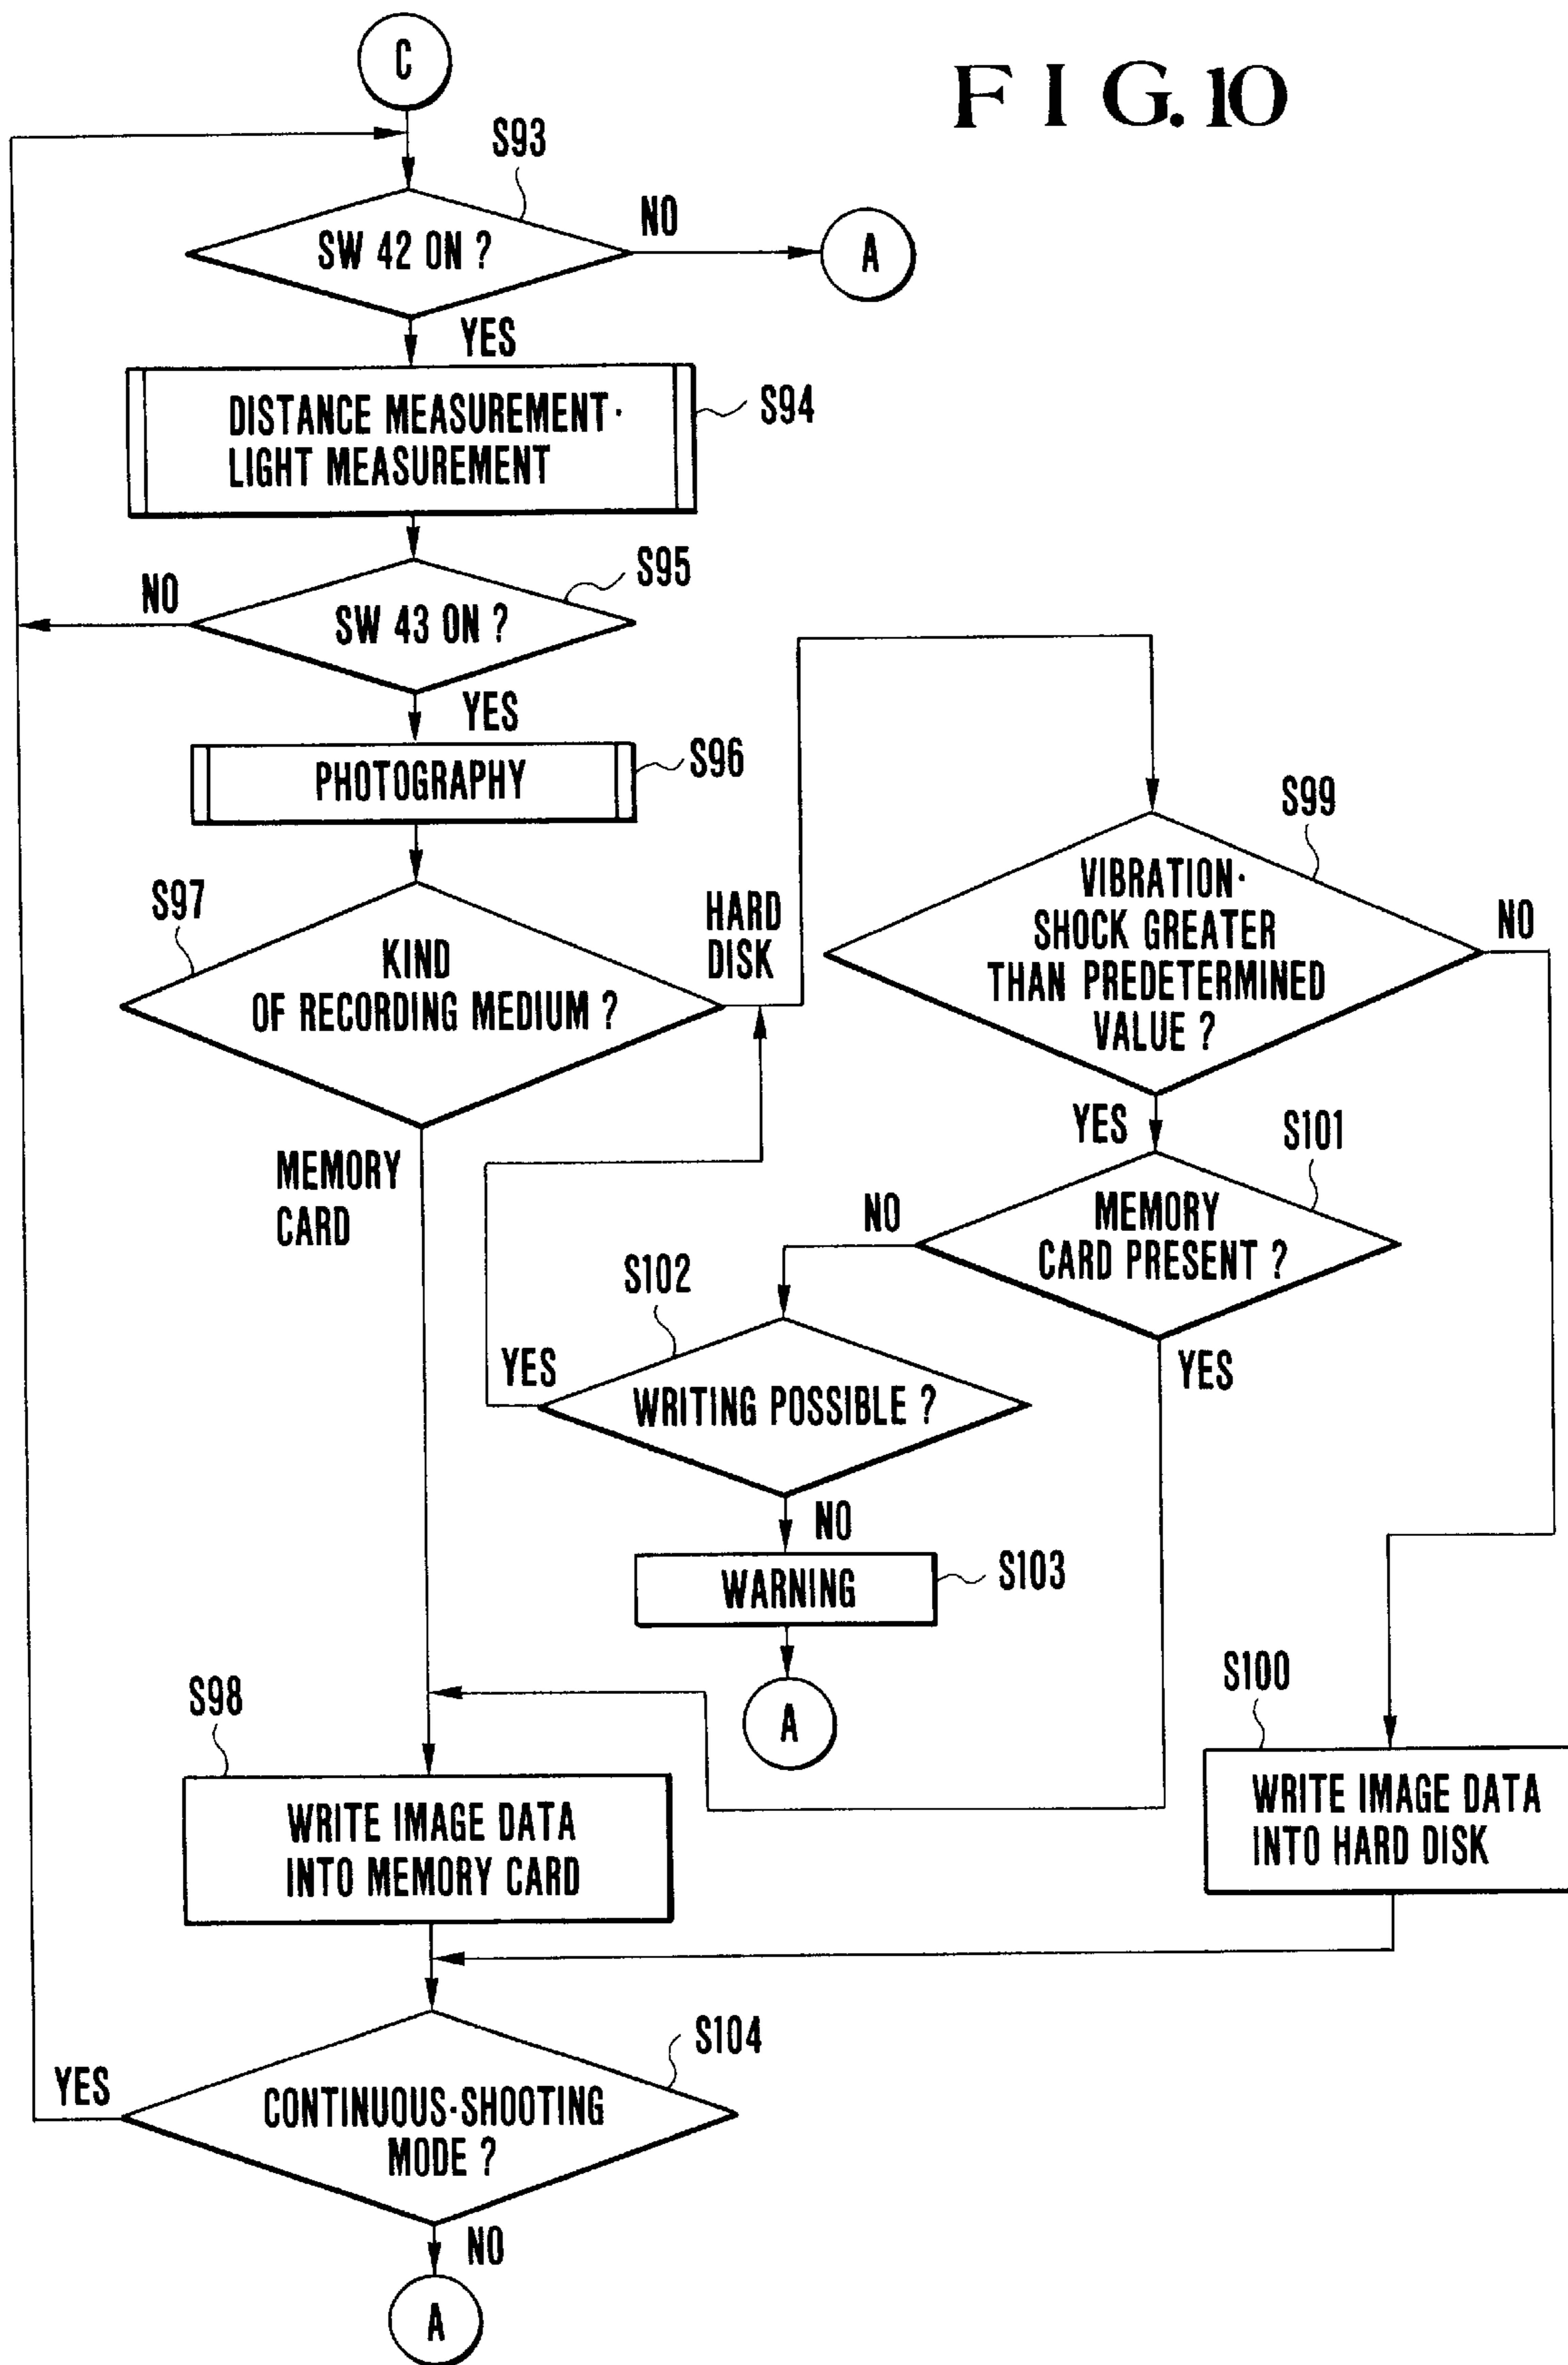 C
FIG.10
S93
SW 42 ON ?
NO
A
YES
DISTANCE MEASUREMENT·
LIGHT MEASUREMENT
S94
S95
NO
SW 43 ON ?
YES
PHOTOGRAPHY
S96
S97
KIND
OF RECORDING MEDIUM ?
HARD
DISK
S99
VIBRATION·
SHOCK GREATER
THAN PREDETERMINED
VALUE ?
NO
YES
MEMORY
CARD
S101
MEMORY
CARD PRESENT ?
NO
YES
S102
YES
WRITING POSSIBLE ?
NO
WARNING
S103
A
S98
WRITE IMAGE DATA
INTO MEMORY CARD
S100
WRITE IMAGE DATA
INTO HARD DISK
S104
YES
CONTINUOUS·SHOOTING
MODE ?
NO
A